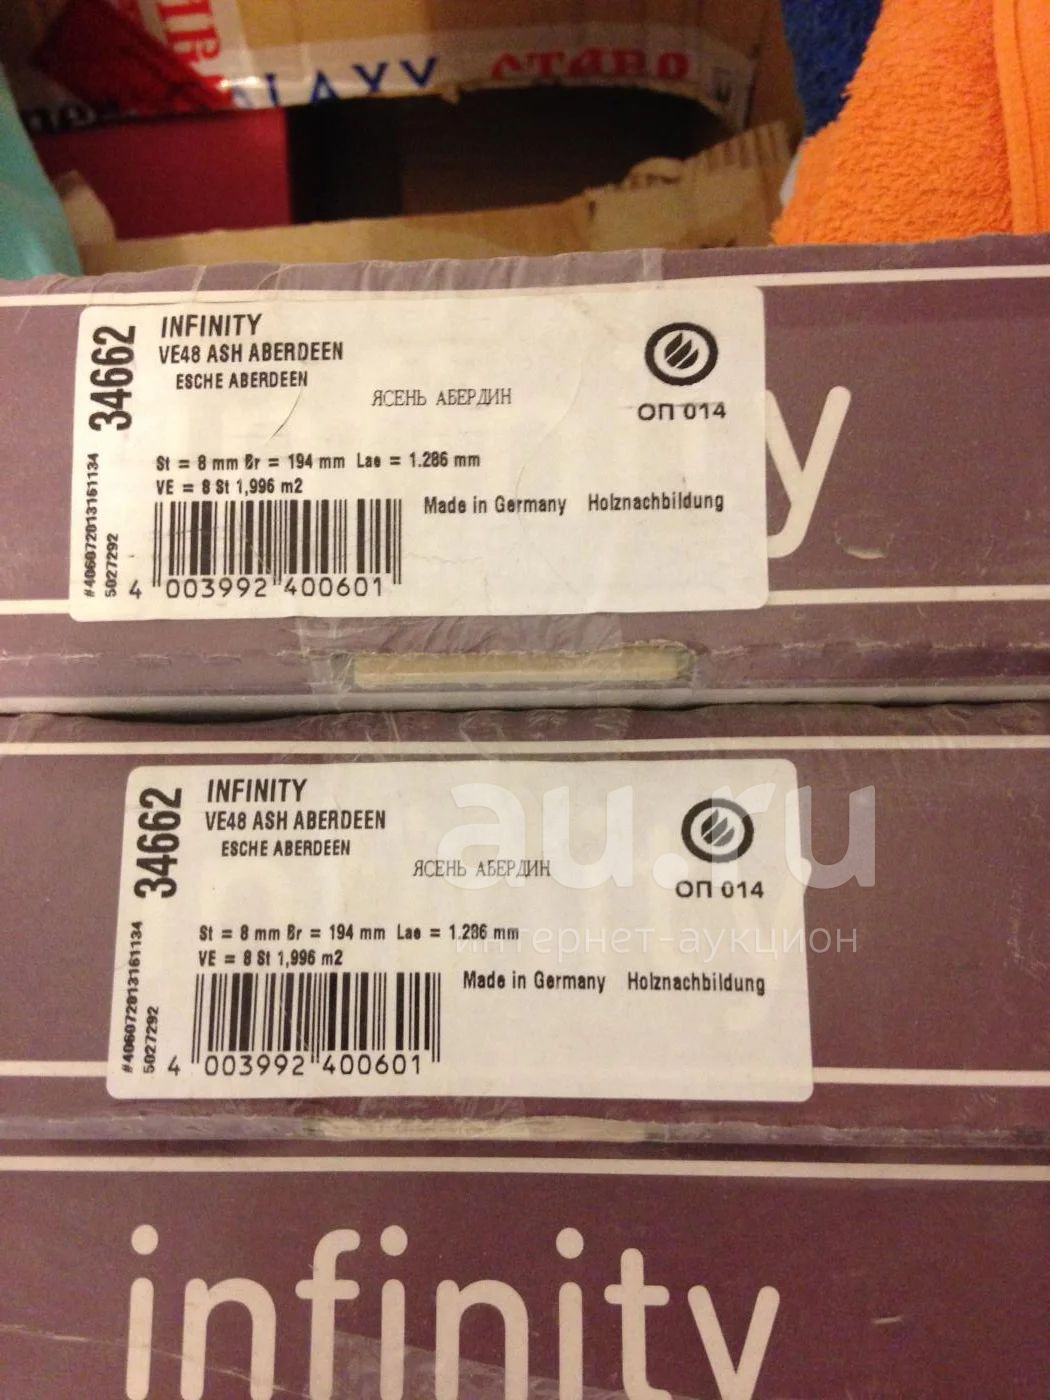 ставо
34662
INFINITY
VE48 ASH ABERDEEN
ESCHE ABERDEEN
ЯСЕНЬ АБЕРДИН
ОП 014
St = 8 mm Br = 194 mm Lae = 1.286 mm
VE = 8 St 1,996 m2
Made in Germany Holznachbildung
#406072013161134
5027292
4 003992 400601
y
34662
INFINITY
VE48 ASH ABERDEEN
ESCHE ABERDEEN
ЯСЕНЬ АБЕРДИН
ОП 014
St = 8 mm Br = 194 mm Lae = 1.286 mm
VE = 8 St 1,996 m2
Made in Germany Holznachbildung
#406072013161134
5027292
4 003992 400601
au.ru
интернет-аукцион
infinity